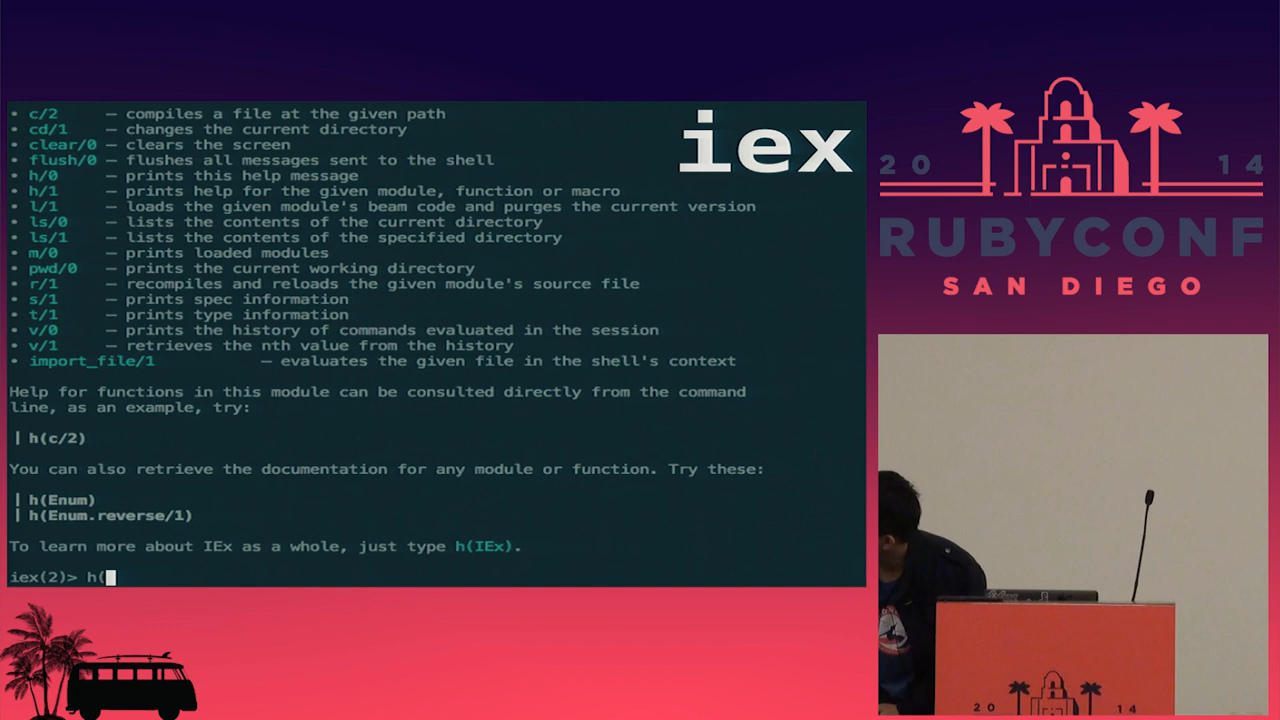 iex
• c/2 — compiles a file at the given path
• cd/1 — changes the current directory
• clear/0 — clears the screen
• flush/0 — flushes all messages sent to the shell
• h/0 — prints this help message
• h/1 — prints help for the given module, function or macro
• l/1 — loads the given module's beam code and purges the current version
• ls/0 — lists the contents of the current directory
• ls/1 — lists the contents of the specified directory
• m/0 — prints loaded modules
• pwd/0 — prints the current working directory
• r/1 — recompiles and reloads the given module's source file
• s/1 — prints spec information
• t/1 — prints type information
• v/0 — prints the history of commands evaluated in the session
• v/1 — retrieves the nth value from the history
• import_file/1 — evaluates the given file in the shell's context
Help for functions in this module can be consulted directly from the command
line, as an example, try:
| h(c/2)
You can also retrieve the documentation for any module or function. Try these:
| h(Enum)
| h(Enum.reverse/1)
To learn more about IEx as a whole, just type h(IEx).
iex(2)> h(
20 14
RUBYCONF
SAN DIEGO
20 14